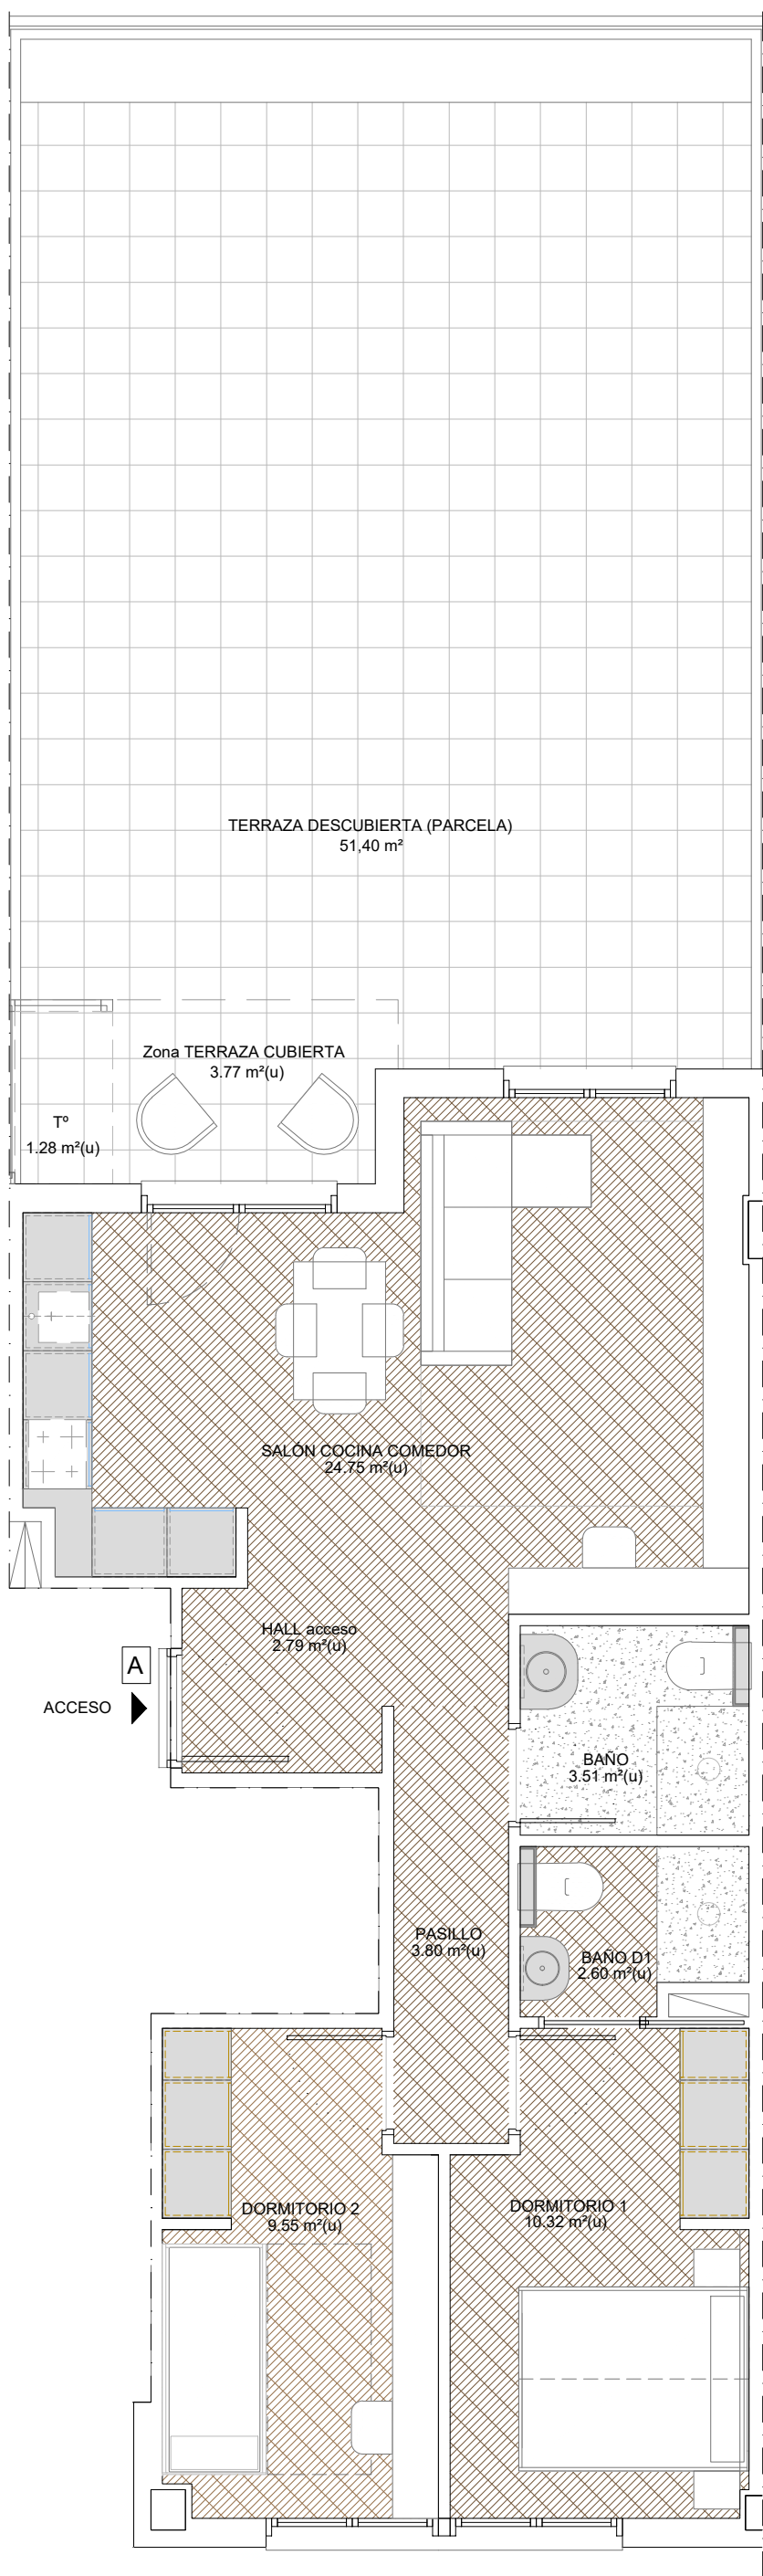 TERRAZA DESCUBIERTA (PARCELA)
51,40 m²
Zona TERRAZA CUBIERTA
3.77 m²(u)
Tº
1.28 m²(u)
SALÓN COCINA COMEDOR
24.75 m²(u)
HALL acceso
2.79 m²(u)
A
ACCESO
BAÑO
3.51 m²(u)
PASILLO
3.80 m²(u)
BAÑO D1
2.60 m²(u)
DORMITORIO 2
9.55 m²(u)
DORMITORIO 1
10.32 m²(u)